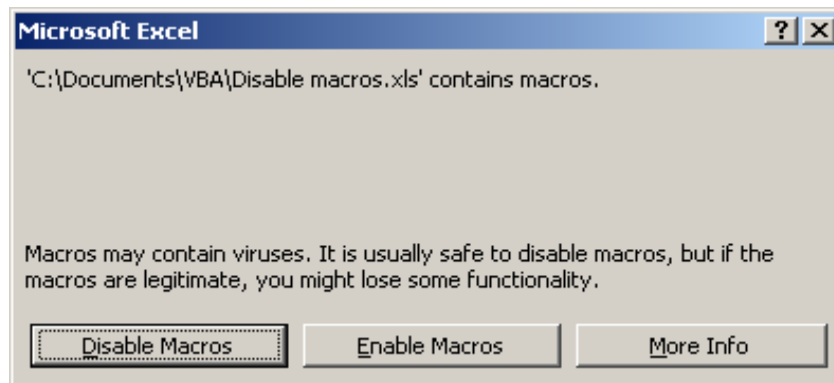 Microsoft Excel
'C:\Documents\VBA\Disable macros.xls' contains macros.
Macros may contain viruses. It is usually safe to disable macros, but if the
macros are legitimate, you might lose some functionality.
Disable Macros Enable Macros More Info